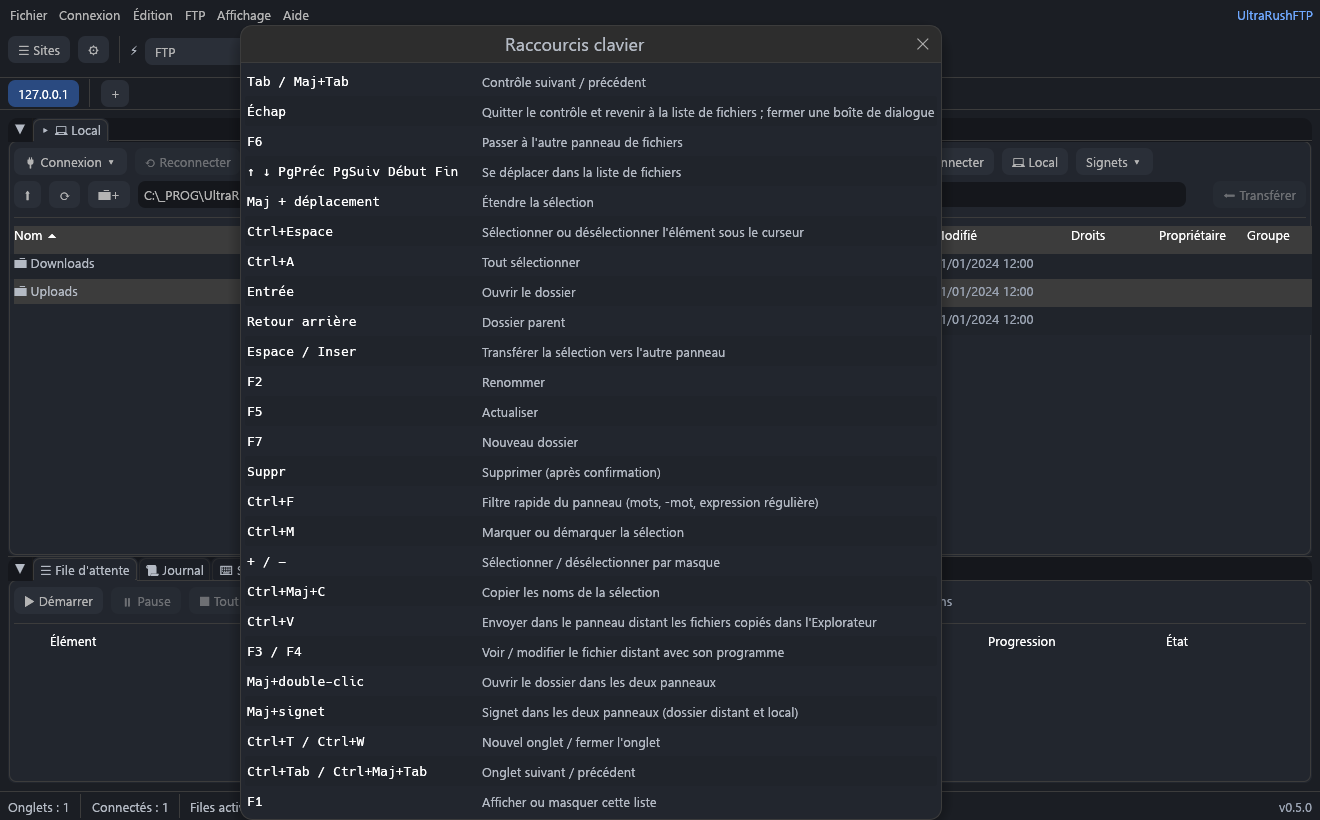 Fichier Connexion Édition FTP Affichage Aide UltraRushFTP
☰ Sites ⚙ ⚡ FTP
Raccourcis clavier
127.0.0.1 +
Local
Connexion Reconnecter Local Signets
C:\_PROG\UltraR Transférer
Nom Droits Propriétaire Groupe
Downloads 1/01/2024 12:00
Uploads 1/01/2024 12:00
1/01/2024 12:00
Tab / Maj+Tab Contrôle suivant / précédent
Échap Quitter le contrôle et revenir à la liste de fichiers ; fermer une boîte de dialogue
F6 Passer à l'autre panneau de fichiers
↑ ↓ PgPréc PgSuiv Début Fin Se déplacer dans la liste de fichiers
Maj + déplacement Étendre la sélection
Ctrl+Espace Sélectionner ou désélectionner l'élément sous le curseur
Ctrl+A Tout sélectionner
Entrée Ouvrir le dossier
Retour arrière Dossier parent
Espace / Inser Transférer la sélection vers l'autre panneau
F2 Renommer
F5 Actualiser
F7 Nouveau dossier
Suppr Supprimer (après confirmation)
Ctrl+F Filtre rapide du panneau (mots, -mot, expression régulière)
Ctrl+M Marquer ou démarquer la sélection
+ / − Sélectionner / désélectionner par masque
Ctrl+Maj+C Copier les noms de la sélection
Ctrl+V Envoyer dans le panneau distant les fichiers copiés dans l'Explorateur
F3 / F4 Voir / modifier le fichier distant avec son programme
Maj+double-clic Ouvrir le dossier dans les deux panneaux
Maj+signet Signet dans les deux panneaux (dossier distant et local)
Ctrl+T / Ctrl+W Nouvel onglet / fermer l'onglet
Ctrl+Tab / Ctrl+Maj+Tab Onglet suivant / précédent
F1 Afficher ou masquer cette liste
File d'attente Journal
Démarrer Pause Tout
Élément Progression État
Onglets : 1 Connectés : 1 Files v0.5.0